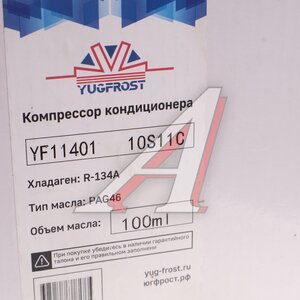 YUGFROST
Компрессор кондиционера
YF11401 10S11C
Хладаген: R-134A
Тип масла: PAG46
Объем масла: 100ml
При покупке убедитесь в наличии гарантийного
талона и его правильном заполнении
yug-frost.ru
югфрост.рф